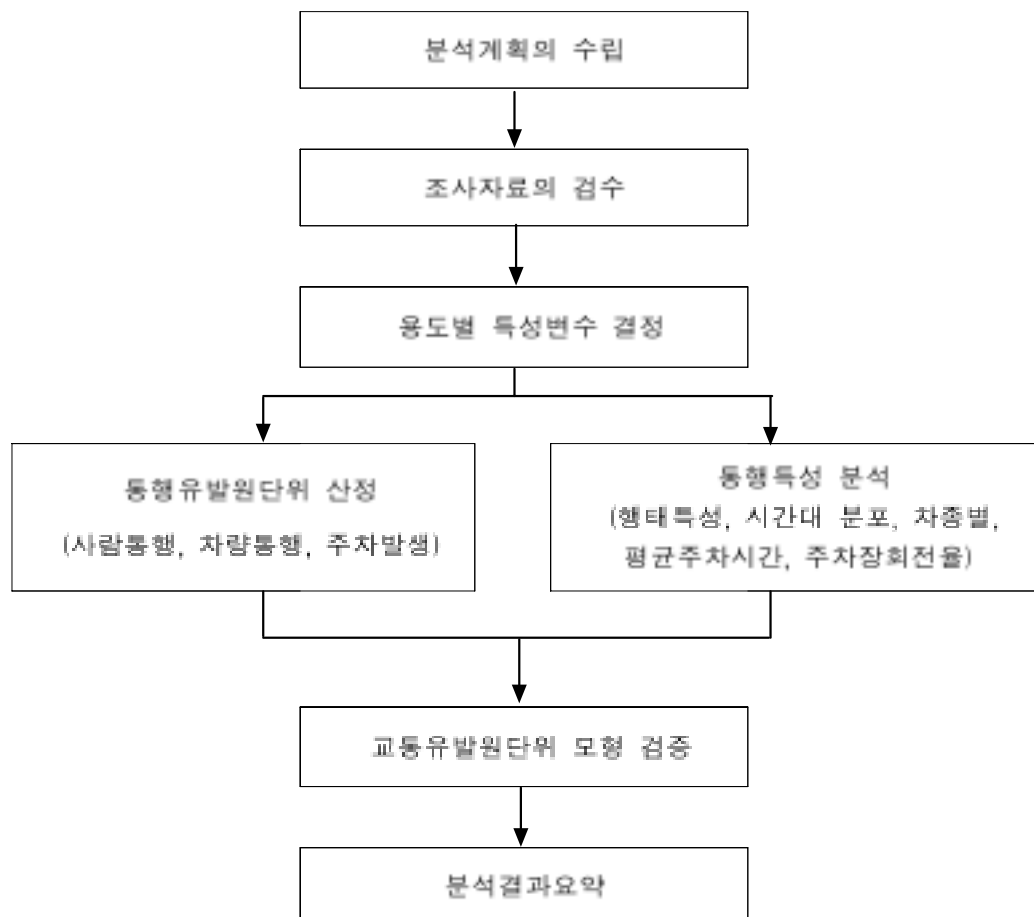 분석계획의 수립
조사자료의 검수
용도별 특성변수 결정
통행유발원단위 산정
(사람통행, 차량통행, 주차발생)
통행특성 분석
(행태특성, 시간대 분포, 차종별,
평균주차시간, 주차장회전율)
교통유발원단위 모형 검증
분석결과요약